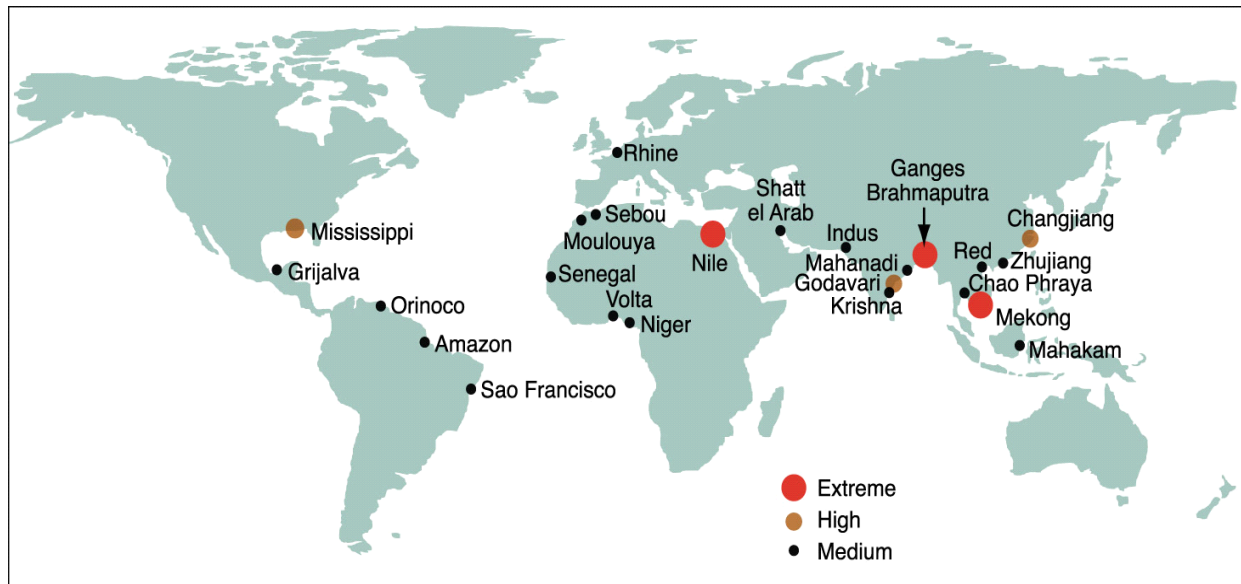 Rhine
Ganges
Brahmaputra
Shatt
el Arab
Sebou
Moulouya
Changjiang
Mississippi
Indus
Nile
Red
Zhujiang
Mahanadi
Grijalva
Senegal
Godavari
Chao Phraya
Krishna
Orinoco
Volta
Niger
Mekong
Amazon
Mahakam
Sao Francisco
Extreme
High
Medium